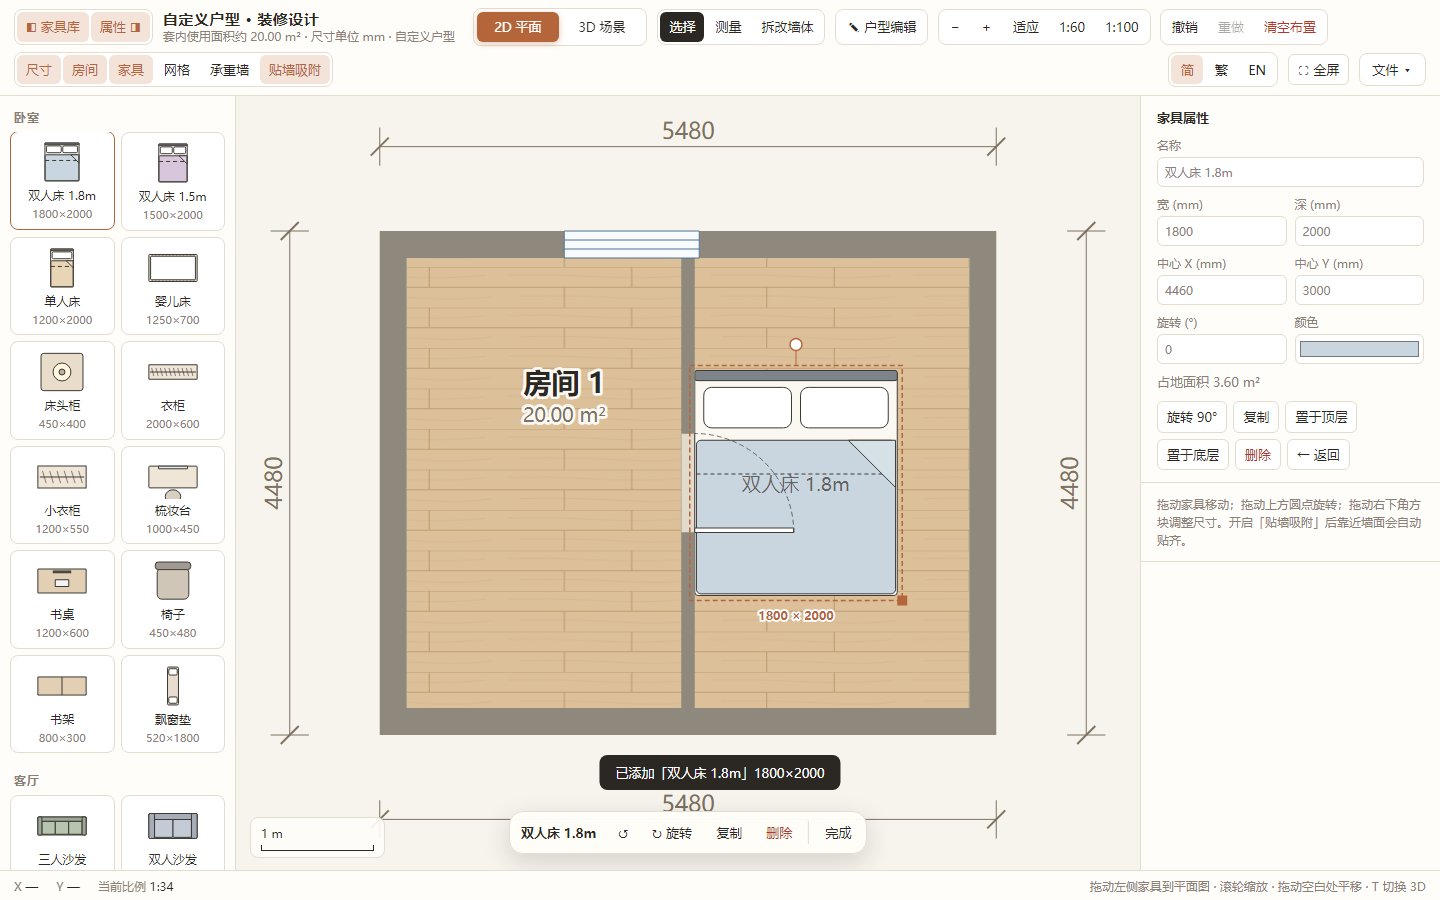 家具库
属性
自定义户型 · 装修设计
套内使用面积约 20.00 m² · 尺寸单位 mm · 自定义户型
2D 平面
3D 场景
选择
测量
拆改墙体
户型编辑
−
+
适应
1:60
1:100
撤销
重做
清空布置
尺寸
房间
家具
网格
承重墙
贴墙吸附
简
繁
EN
全屏
文件
卧室
双人床 1.8m
1800×2000
双人床 1.5m
1500×2000
单人床
1200×2000
婴儿床
1250×700
床头柜
450×400
衣柜
2000×600
小衣柜
1200×550
梳妆台
1000×450
书桌
1200×600
椅子
450×480
书架
800×300
飘窗垫
520×1800
客厅
三人沙发
双人沙发
5480
4480
房间 1
20.00 m²
双人床 1.8m
1800 × 2000
4480
已添加「双人床 1.8m」1800×2000
5480
1 m
双人床 1.8m
↺
↻ 旋转
复制
删除
完成
家具属性
名称
双人床 1.8m
宽 (mm)
深 (mm)
1800
2000
中心 X (mm)
中心 Y (mm)
4460
3000
旋转 (°)
颜色
0
占地面积 3.60 m²
旋转 90°
复制
置于顶层
置于底层
删除
← 返回
拖动家具移动；拖动上方圆点旋转；拖动右下角方
块调整尺寸。开启「贴墙吸附」后靠近墙面会自动
贴齐。
X —
Y —
当前比例 1:34
拖动左侧家具到平面图 · 滚轮缩放 · 拖动空白处平移 · T 切换 3D